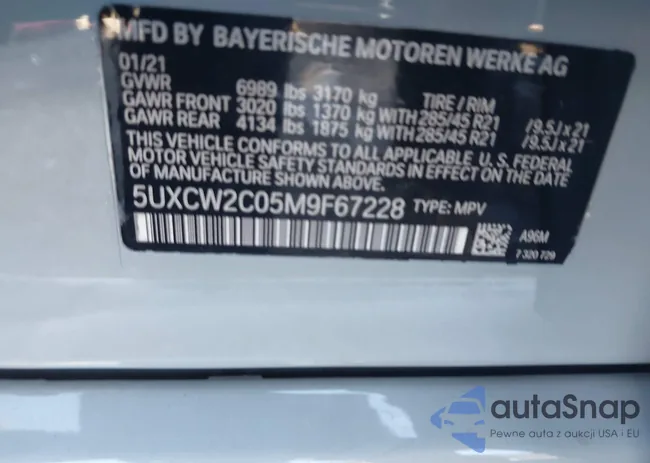 MFD BY BAYERISCHE MOTOREN WERKE AG
01/21
GVWR 6989 lbs 3170 kg TIRE / RIM
GAWR FRONT 3020 lbs 1370 kg WITH 285/45 R21 /9.5J x 21
GAWR REAR 4134 lbs 1875 kg WITH 285/45 R21 /9.5J x 21
THIS VEHICLE CONFORMS TO ALL APPLICABLE U. S. FEDERAL
MOTOR VEHICLE SAFETY STANDARDS IN EFFECT ON THE DATE
OF MANUFACTURE SHOWN ABOVE.
5UXCW2C05M9F67228 TYPE: MPV
A96M
7 320 729
autaSnap
Pewne auta z aukcji USA i EU